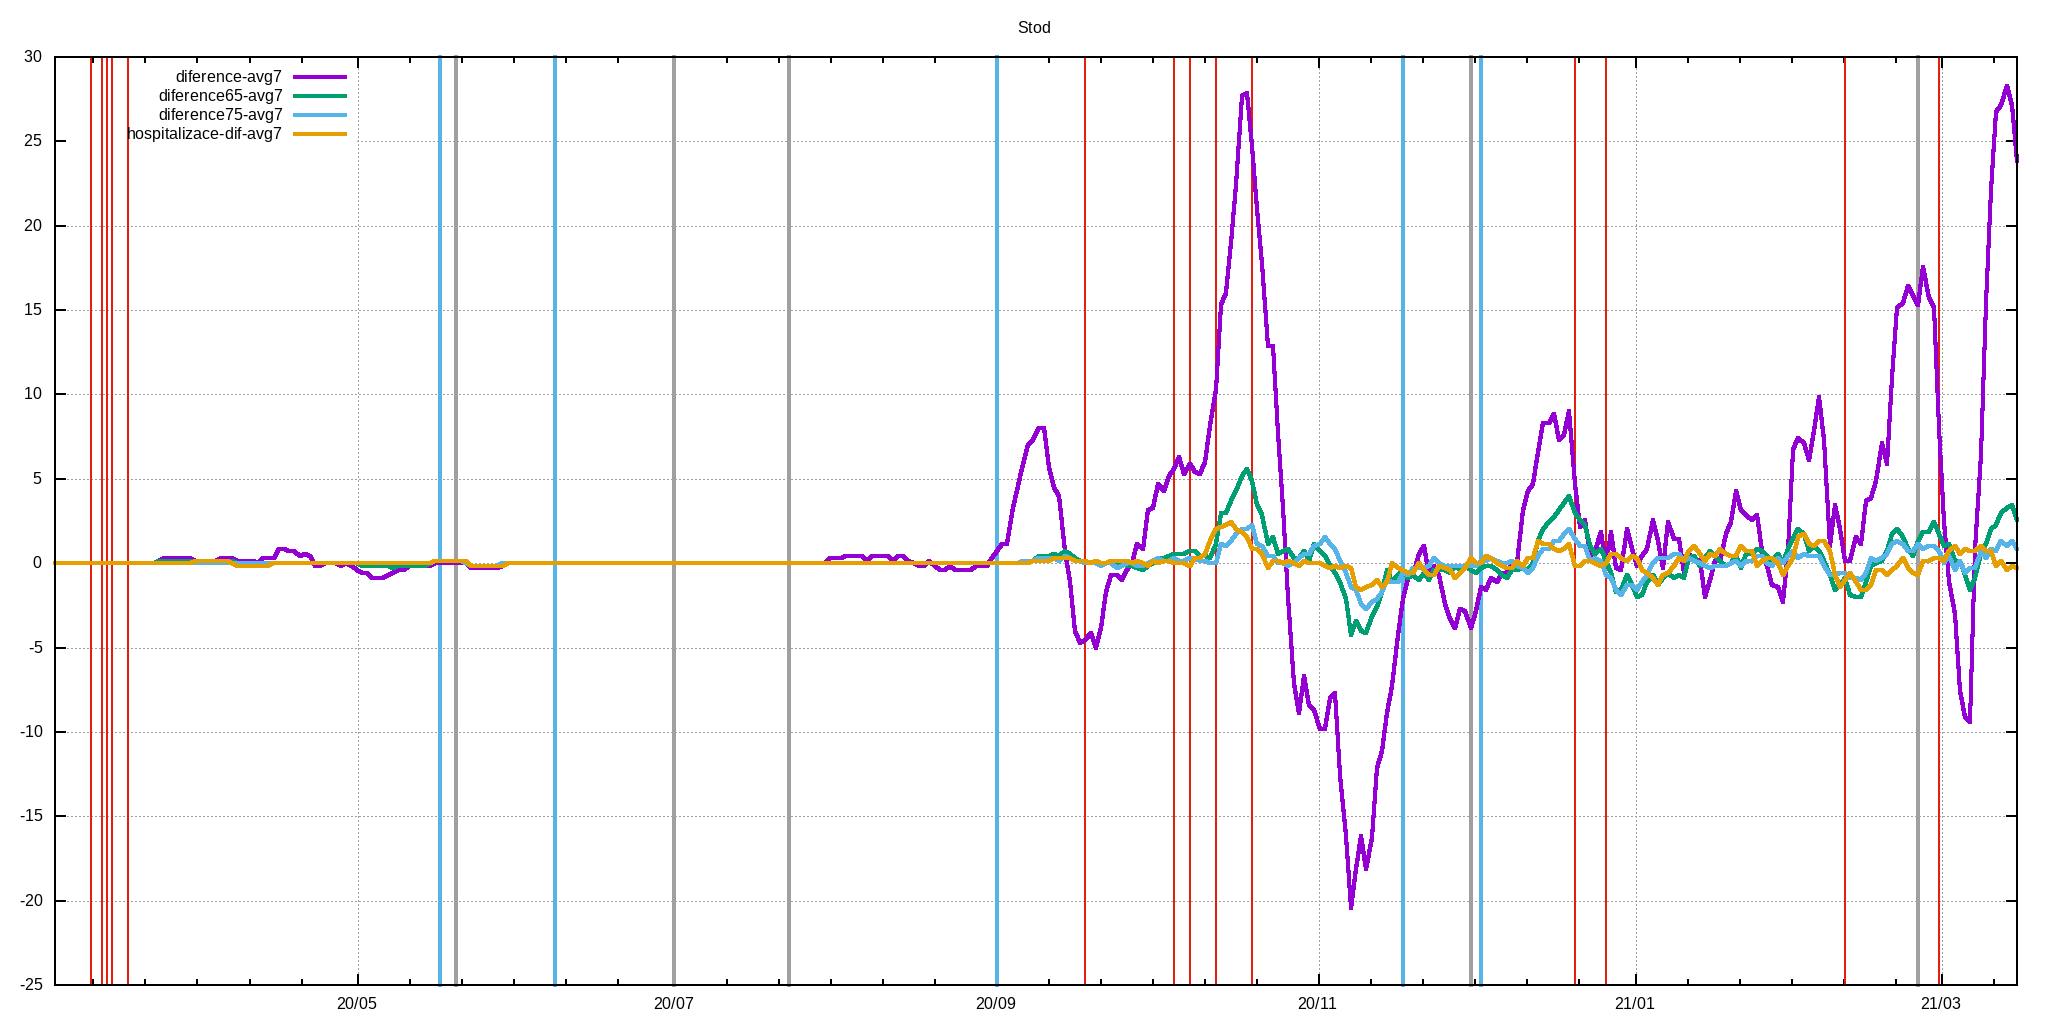 Stod
diference-avg7
diference65-avg7
diference75-avg7
hospitalizace-dif-avg7
30
25
20
15
10
5
0
-5
-10
-15
-20
-25
20/05 20/07 20/09 20/11 21/01 21/03